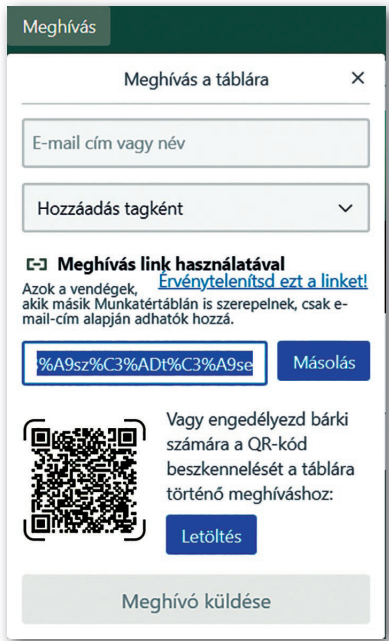 Meghívás
Meghívás a táblára
E-mail cím vagy név
Hozzáadás tagként
Meghívás link használatával
Azok a vendégek, Érvénytelenítsd ezt a linket!
akik másik Munkatértáblán is szerepelnek, csak e-
mail-cím alapján adhatók hozzá.
%A9sz%C3%ADt%C3%A9se Másolás
Vagy engedélyezd bárki
számára a QR-kód
beszkennelését a táblára
történő meghíváshoz:
Letöltés
Meghívó küldése